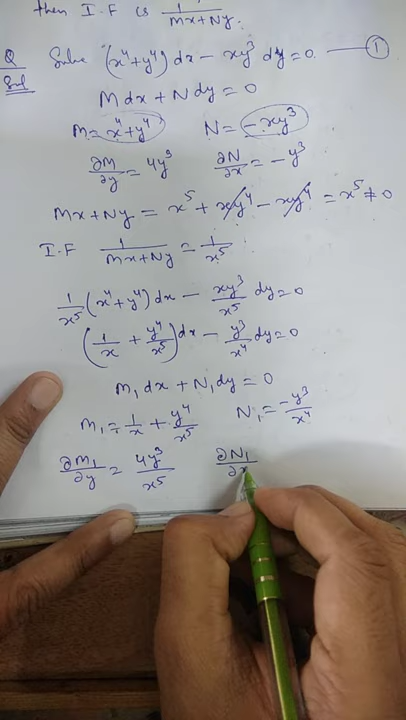 then I.F is 1/(Mx+Ny).
Q Solve (x⁴+y⁴)dx - xy³ dy=0. — ①
Sol
Mdx + Ndy = 0
M = x⁴+y⁴ N = -xy³
∂M/∂y = 4y³ ∂N/∂x = -y³
Mx+Ny = x⁵ + xy⁴ - xy⁴ = x⁵ ≠ 0
I.F 1/(Mx+Ny) = 1/x⁵
1/x⁵ (x⁴+y⁴)dx - xy³/x⁵ dy=0
(1/x + y⁴/x⁵)dx - y³/x⁴ dy=0
M₁dx + N₁dy = 0
M₁ = 1/x + y⁴/x⁵ N₁ = -y³/x⁴
∂M₁/∂y = 4y³/x⁵ ∂N₁/∂x